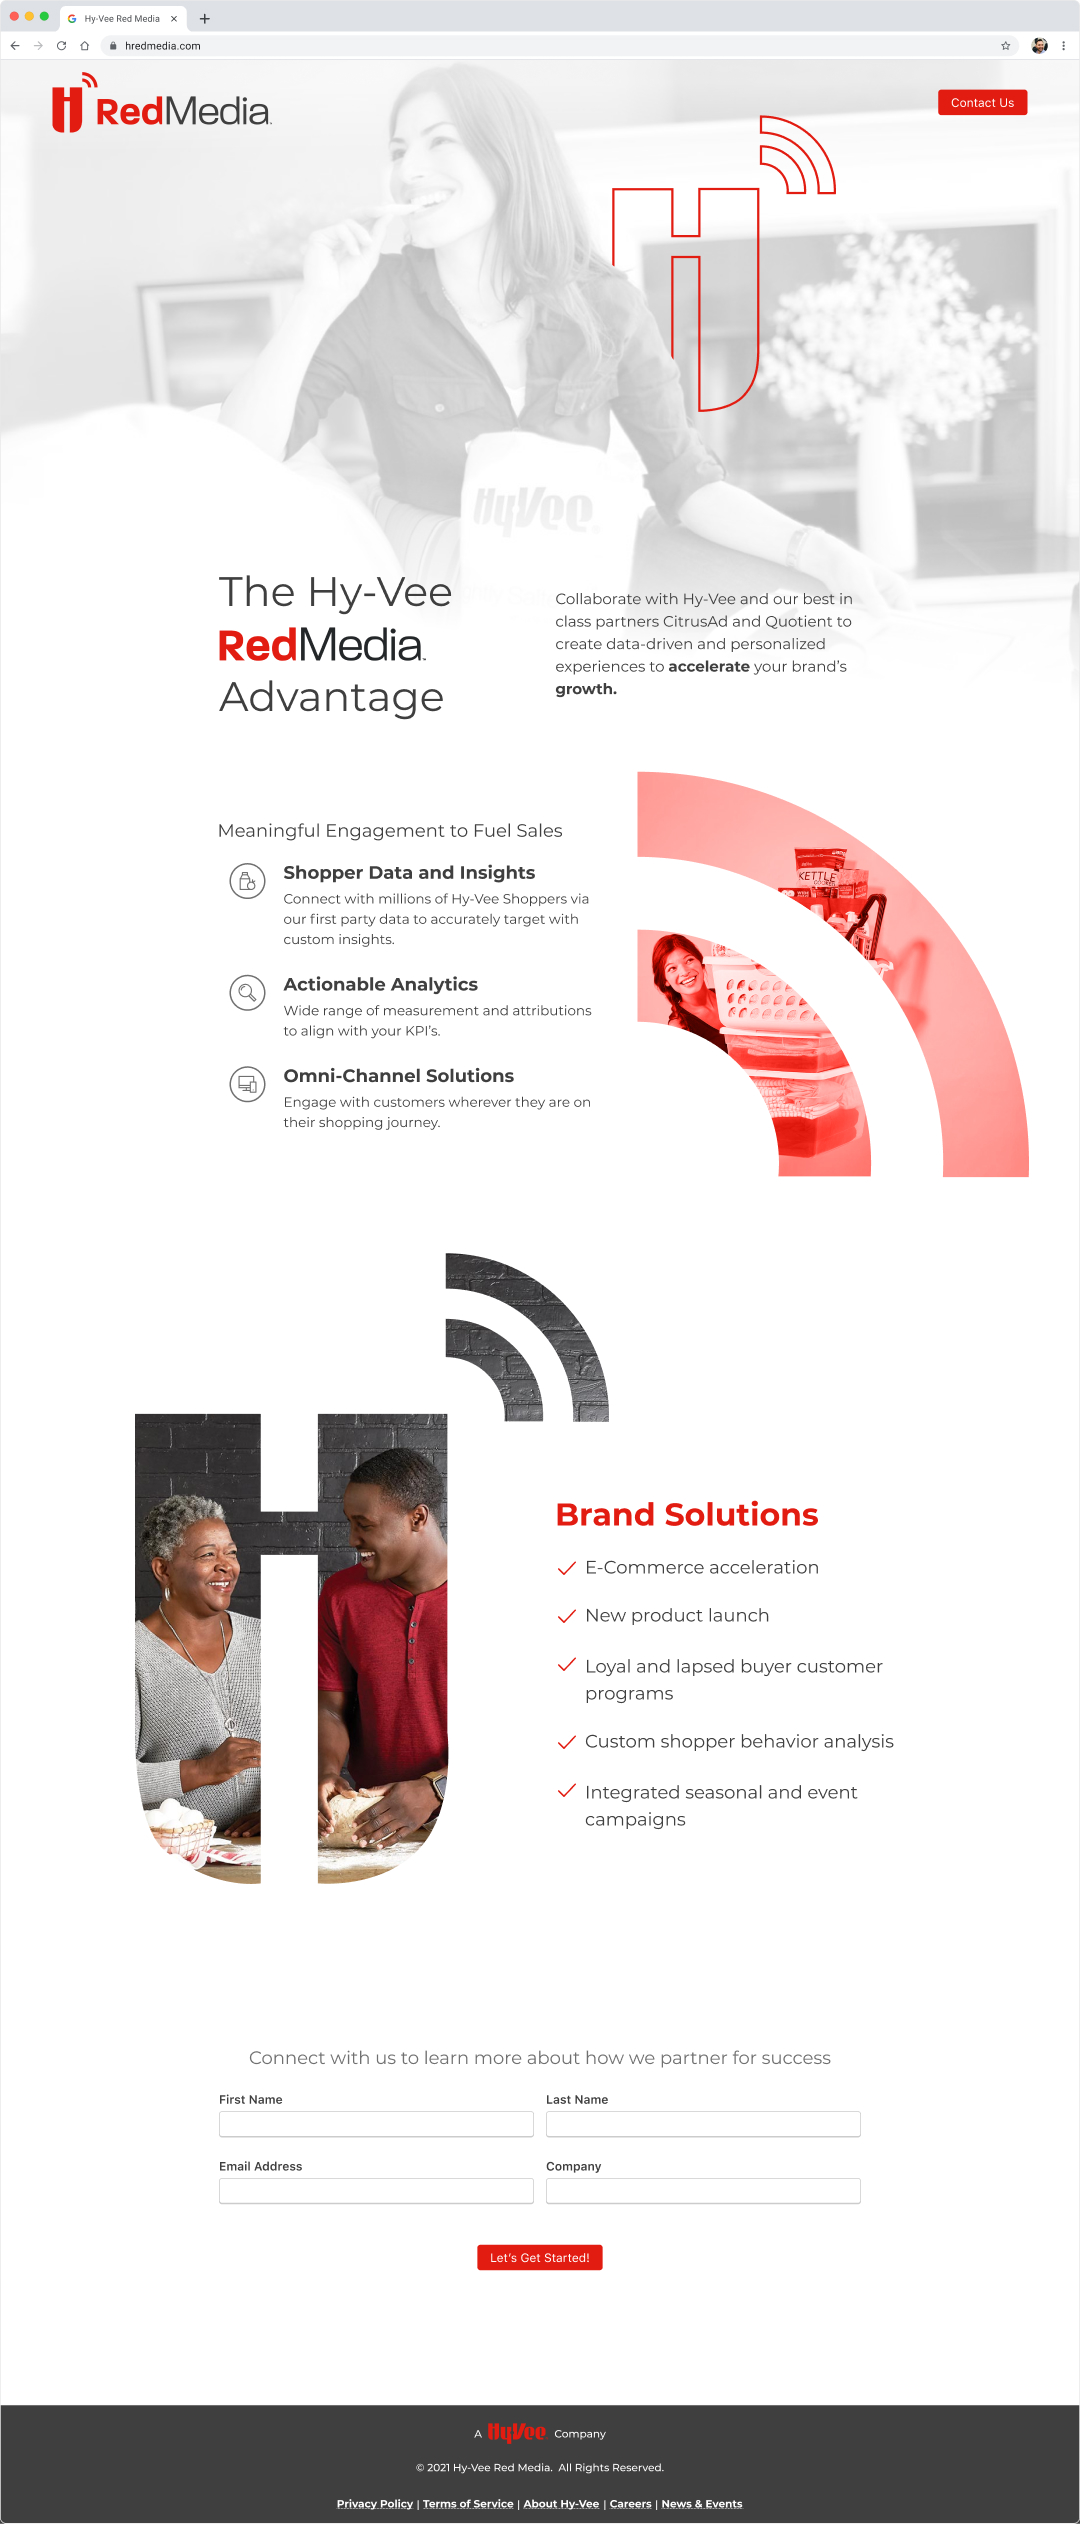 Hy-Vee Red Media
hredmedia.com
RedMedia.
Contact Us
HyVee
The Hy-Vee
RedMedia.
Advantage
Collaborate with Hy-Vee and our best in
class partners CitrusAd and Quotient to
create data-driven and personalized
experiences to accelerate your brand's
growth.
Meaningful Engagement to Fuel Sales
Shopper Data and Insights
Connect with millions of Hy-Vee Shoppers via
our first party data to accurately target with
custom insights.
Actionable Analytics
Wide range of measurement and attributions
to align with your KPI's.
Omni-Channel Solutions
Engage with customers wherever they are on
their shopping journey.
KETTLE
Brand Solutions
E-Commerce acceleration
New product launch
Loyal and lapsed buyer customer
programs
Custom shopper behavior analysis
Integrated seasonal and event
campaigns
Connect with us to learn more about how we partner for success
First Name Last Name
Email Address Company
Let's Get Started!
A HyVee Company
© 2021 Hy-Vee Red Media. All Rights Reserved.
Privacy Policy | Terms of Service | About Hy-Vee | Careers | News & Events